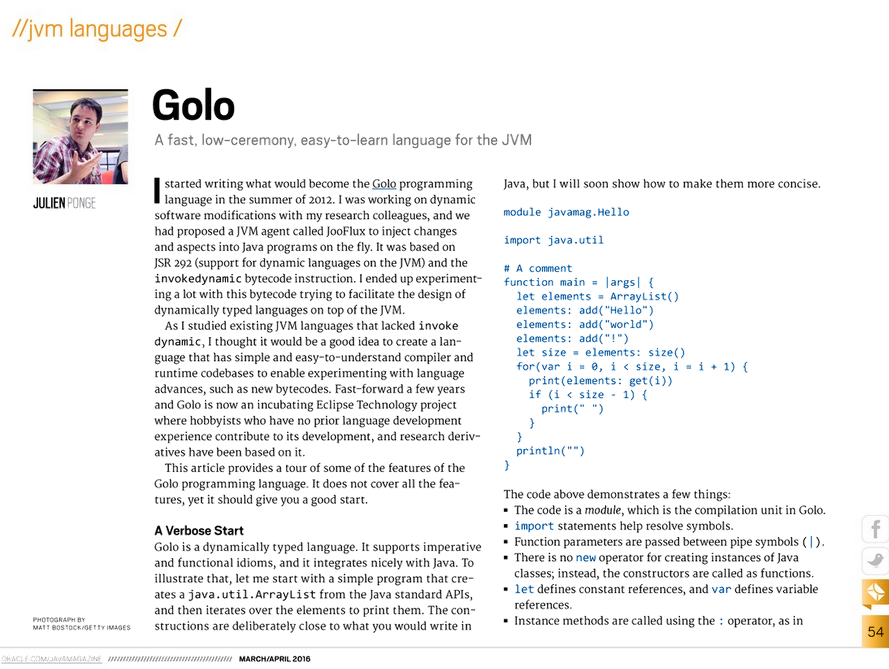 //jvm languages /
JULIEN PONGE
Golo
A fast, low-ceremony, easy-to-learn language for the JVM
I started writing what would become the Golo programming
language in the summer of 2012. I was working on dynamic
software modifications with my research colleagues, and we
had proposed a JVM agent called JooFlux to inject changes
and aspects into Java programs on the fly. It was based on
JSR 292 (support for dynamic languages on the JVM) and the
invokedynamic bytecode instruction. I ended up experiment-
ing a lot with this bytecode trying to facilitate the design of
dynamically typed languages on top of the JVM.
As I studied existing JVM languages that lacked invoke
dynamic, I thought it would be a good idea to create a lan-
guage that has simple and easy-to-understand compiler and
runtime codebases to enable experimenting with language
advances, such as new bytecodes. Fast-forward a few years
and Golo is now an incubating Eclipse Technology project
where hobbyists who have no prior language development
experience contribute to its development, and research deriv-
atives have been based on it.
This article provides a tour of some of the features of the
Golo programming language. It does not cover all the fea-
tures, yet it should give you a good start.
A Verbose Start
Golo is a dynamically typed language. It supports imperative
and functional idioms, and it integrates nicely with Java. To
illustrate that, let me start with a simple program that cre-
ates a java.util.ArrayList from the Java standard APIs,
and then iterates over the elements to print them. The con-
structions are deliberately close to what you would write in
Java, but I will soon show how to make them more concise.
module javamag.Hello
import java.util
# A comment
function main = |args| {
  let elements = ArrayList()
  elements: add("Hello")
  elements: add("world")
  elements: add("!")
  let size = elements: size()
  for(var i = 0, i < size, i = i + 1) {
    print(elements: get(i))
    if (i < size - 1) {
      print(" ")
    }
  }
  println("")
}
The code above demonstrates a few things:
▪ The code is a module, which is the compilation unit in Golo.
▪ import statements help resolve symbols.
▪ Function parameters are passed between pipe symbols (|).
▪ There is no new operator for creating instances of Java
classes; instead, the constructors are called as functions.
▪ let defines constant references, and var defines variable
references.
▪ Instance methods are called using the : operator, as in
PHOTOGRAPH BY
MATT BOSTOCK/GETTY IMAGES
54
ORACLE.COM/JAVAMAGAZINE //////////////////////////////// MARCH/APRIL 2016